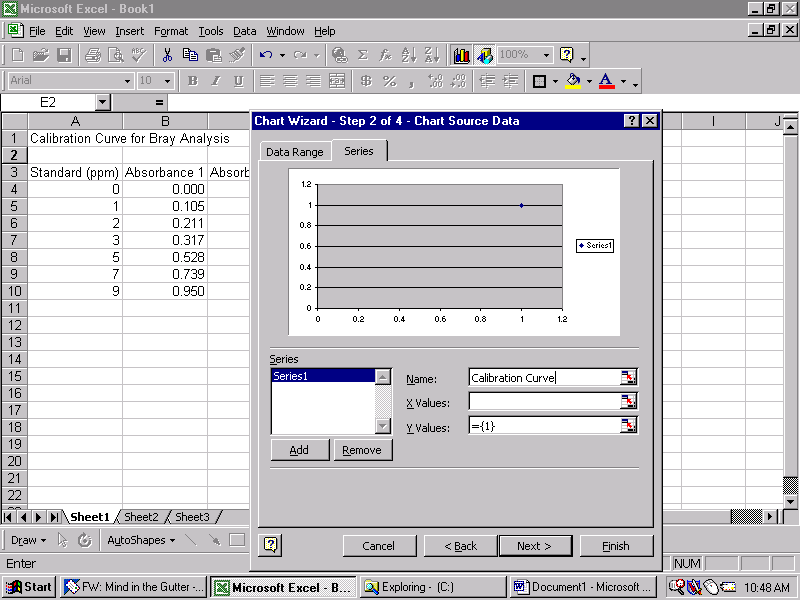 Microsoft Excel - Book1
File Edit View Insert Format Tools Data Window Help
100%
Arial 10 B I U $ % ,
E2 =
A B I J
1 Calibration Curve for Bray Analysis
2
3 Standard (ppm) Absorbance 1 Absorb
4 0 0.000
5 1 0.105
6 2 0.211
7 3 0.317
8 5 0.528
9 7 0.739
10 9 0.950
11
12
13
14
15
16
17
18
19
20
21
22
Chart Wizard - Step 2 of 4 - Chart Source Data
Data Range Series
1.2
1
0.8
0.6
0.4
0.2
0
0 0.2 0.4 0.6 0.8 1 1.2
Series1
Series
Series1
Name: Calibration Curve
X Values:
Y Values: ={1}
Add Remove
Cancel < Back Next > Finish
Sheet1 Sheet2 Sheet3
Draw AutoShapes
Enter NUM
Start FW: Mind in the Gutter -... Microsoft Excel - B... Exploring - (C:) Document1 - Microsoft ... 10:48 AM